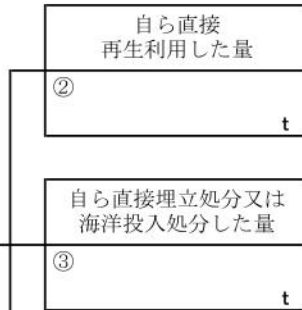 自ら直接
再生利用した量
②
t
自ら直接埋立処分又は
海洋投入処分した量
③
t